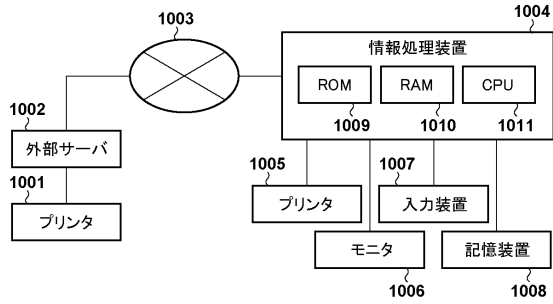 1003
1004
情報処理装置
ROM
RAM
CPU
1009
1010
1011
1002
外部サーバ
1001
プリンタ
1005
プリンタ
1007
入力装置
モニタ
1006
記憶装置
1008